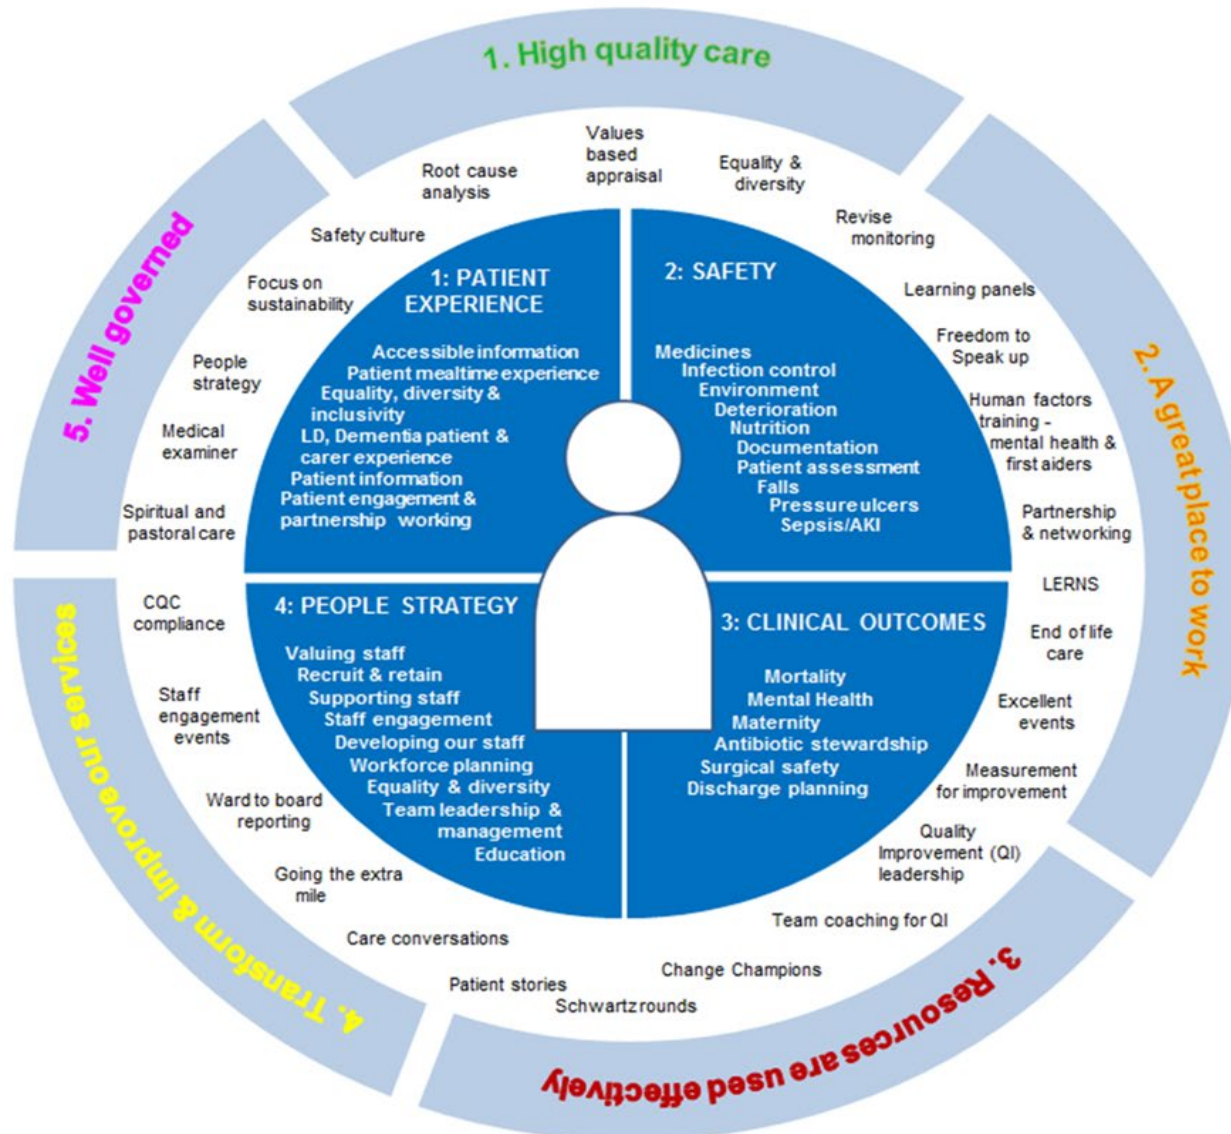 1. High quality care
2. A great place to work
3. Resources are used effectively
4. Transform & improve our services
5. Well governed
Values
based
appraisal
Equality &
diversity
Revise
monitoring
Learning panels
Freedom to
Speak up
Human factors
training -
mental health &
first aiders
Partnership
& networking
LERNS
End of life
care
Excellent
events
Measurement
for improvement
Quality
Improvement (QI)
leadership
Team coaching for QI
Change Champions
Schwartz rounds
Patient stories
Care conversations
Going the extra
mile
Ward to board
reporting
Staff
engagement
events
CQC
compliance
Spiritual and
pastoral care
Medical
examiner
People
strategy
Focus on
sustainability
Safety culture
Root cause
analysis
1: PATIENT
EXPERIENCE
Accessible information
Patient mealtime experience
Equality, diversity &
inclusivity
LD, Dementia patient &
carer experience
Patient information
Patient engagement &
partnership working
2: SAFETY
Medicines
Infection control
Environment
Deterioration
Nutrition
Documentation
Patient assessment
Falls
Pressure ulcers
Sepsis/AKI
3: CLINICAL OUTCOMES
Mortality
Mental Health
Maternity
Antibiotic stewardship
Surgical safety
Discharge planning
4: PEOPLE STRATEGY
Valuing staff
Recruit & retain
Supporting staff
Staff engagement
Developing our staff
Workforce planning
Equality & diversity
Team leadership &
management
Education